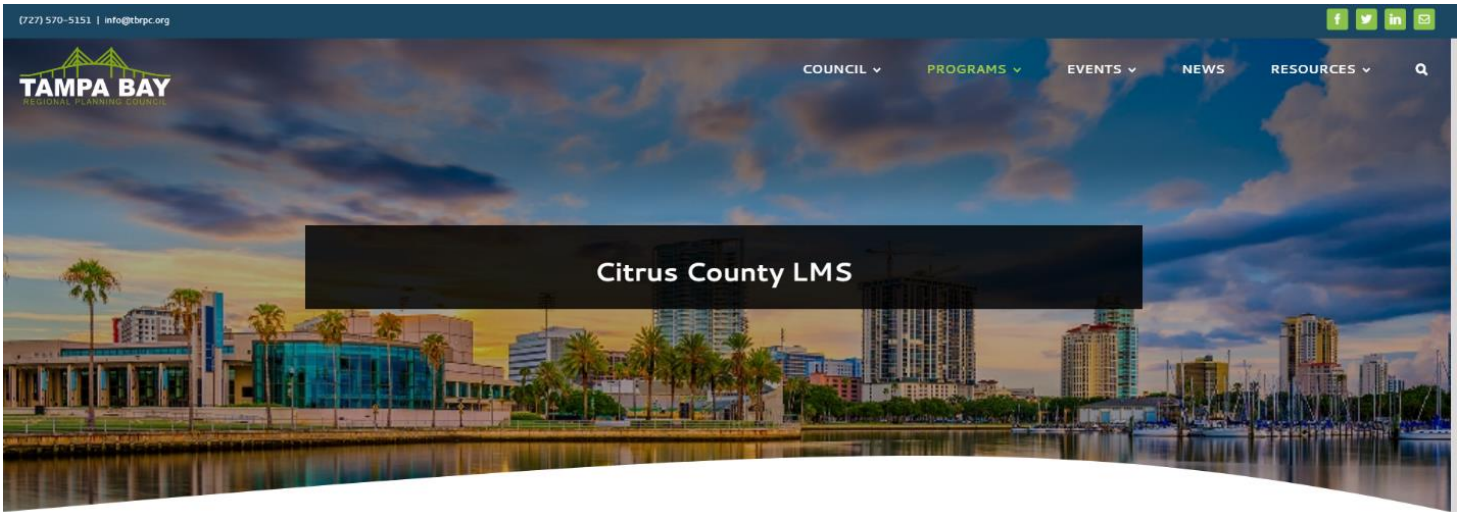 (727) 570-5151 | info@tbrpc.org
TAMPA BAY
REGIONAL PLANNING COUNCIL
COUNCIL PROGRAMS EVENTS NEWS RESOURCES
Citrus County LMS